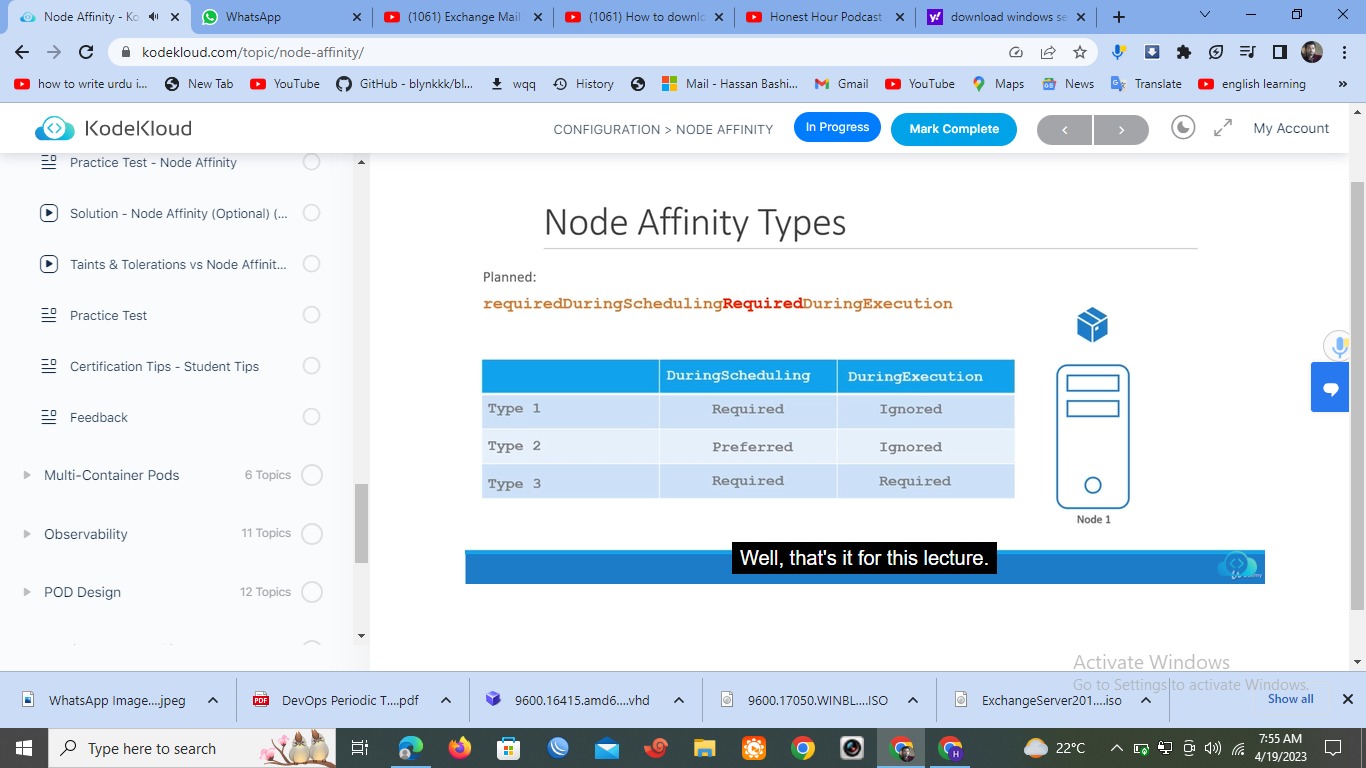 Node Affinity - Ko
WhatsApp
(1061) Exchange Mail
(1061) How to downlo
Honest Hour Podcast
download windows se
kodekloud.com/topic/node-affinity/
how to write urdu i...
New Tab
YouTube
GitHub - blynkkk/bl...
wqq
History
Mail - Hassan Bashi...
Gmail
YouTube
Maps
News
Translate
english learning
KodeKloud
CONFIGURATION > NODE AFFINITY
In Progress
Mark Complete
My Account
Practice Test - Node Affinity
Solution - Node Affinity (Optional) (...
Taints & Tolerations vs Node Affinit...
Practice Test
Certification Tips - Student Tips
Feedback
Multi-Container Pods 6 Topics
Observability 11 Topics
POD Design 12 Topics
Node Affinity Types
Planned:
requiredDuringSchedulingRequiredDuringExecution
DuringScheduling DuringExecution
Type 1 Required Ignored
Type 2 Preferred Ignored
Type 3 Required Required
Node 1
Well, that's it for this lecture.
Activate Windows
Go to Settings to activate Windows.
WhatsApp Image....jpeg
DevOps Periodic T....pdf
9600.16415.amd6....vhd
9600.17050.WINBL....ISO
ExchangeServer201....iso
Show all
Type here to search
22°C
7:55 AM
4/19/2023